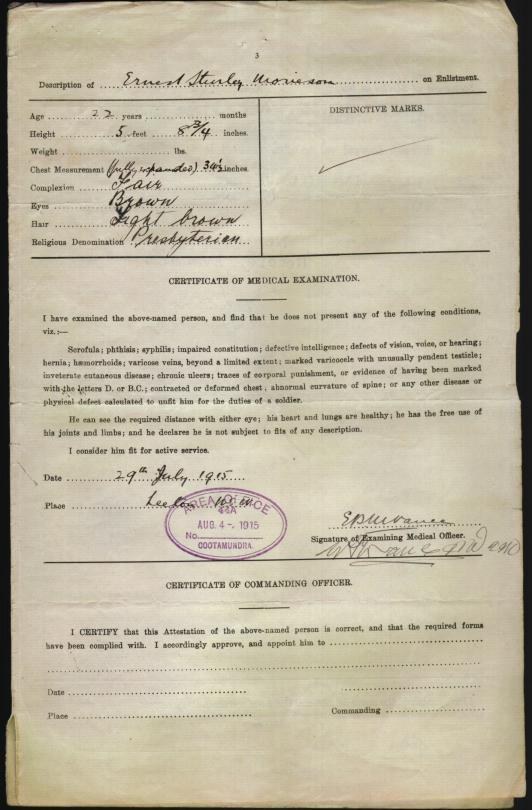 3
Description of Ernest Sturley Morieson on Enlistment.
Age 22 years months
Height 5 feet 8 3/4 inches.
Weight lbs.
Chest Measurement (fully expanded) inches.
Complexion Fair
Eyes Brown
Hair Light brown
Religious Denomination Presbyterian
DISTINCTIVE MARKS.
CERTIFICATE OF MEDICAL EXAMINATION.
I have examined the above-named person, and find that he does not present any of the following conditions,
viz.:—
Scrofula; phthisis; syphilis; impaired constitution; defective intelligence; defects of vision, voice, or hearing;
hernia; hæmorrhoids; varicose veins, beyond a limited extent; marked varicocele with unusually pendent testicle;
inveterate cutaneous disease; chronic ulcers; traces of corporal punishment, or evidence of having been marked
with the letters D. or B.C.; contracted or deformed chest, abnormal curvature of spine; or any other disease or
physical defect calculated to unfit him for the duties of a soldier.
He can see the required distance with either eye; his heart and lungs are healthy; he has the free use of
his joints and limbs; and he declares he is not subject to fits of any description.
I consider him fit for active service.
Date 29th July 1915
Place Leeton
AREA OFFICE
44A
AUG. 4-. 1915
No.
COOTAMUNDRA.
Signature of Examining Medical Officer.
CERTIFICATE OF COMMANDING OFFICER.
I CERTIFY that this Attestation of the above-named person is correct, and that the required forms
have been complied with. I accordingly approve, and appoint him to
Date
Place
Commanding